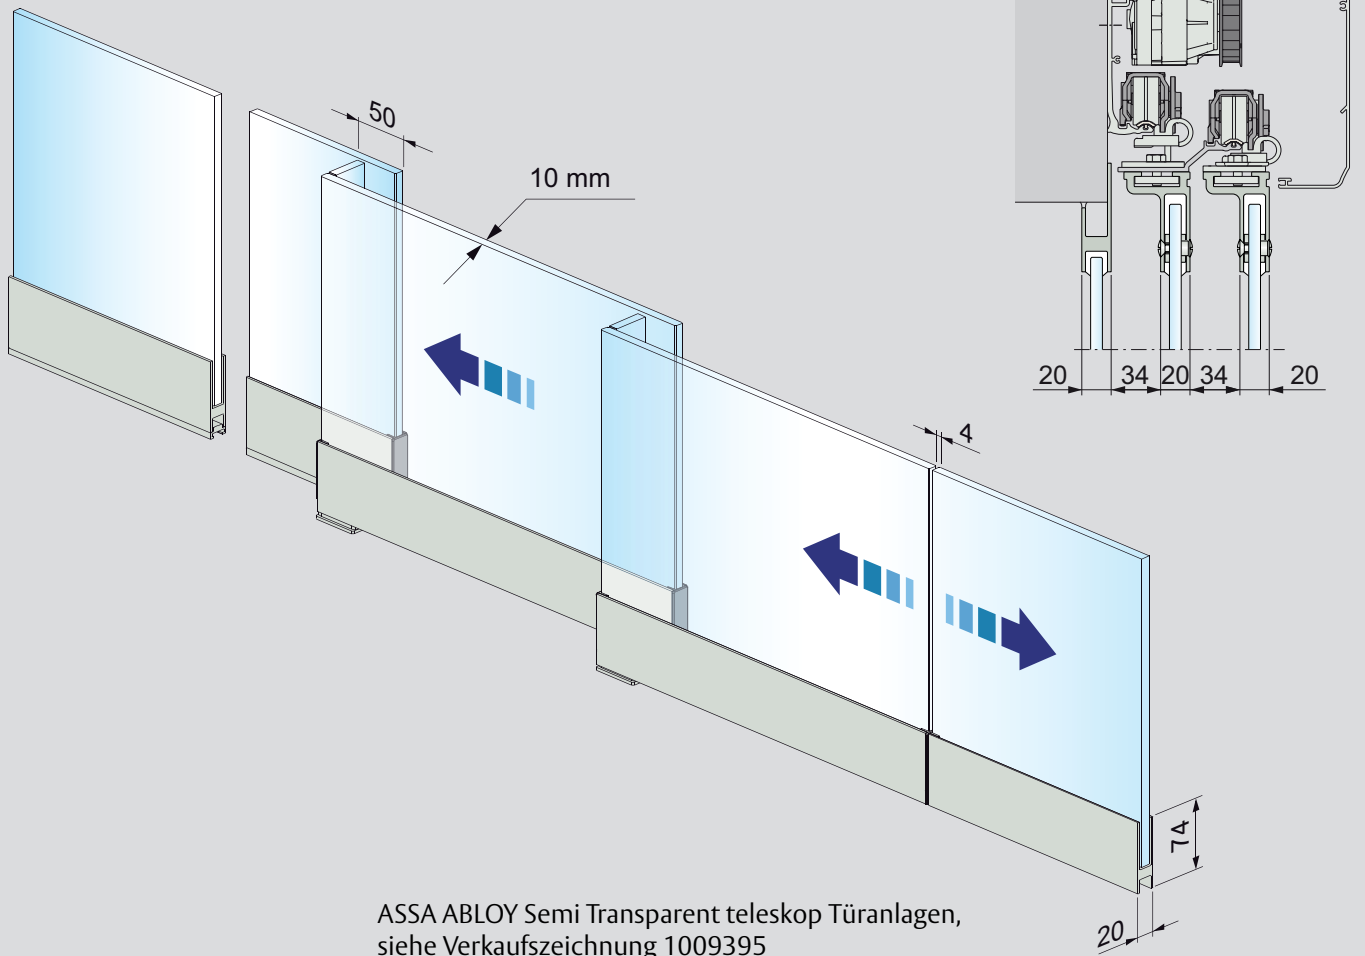 50
10 mm
20 34 20 34 20
4
74
20
ASSA ABLOY Semi Transparent teleskop Türanlagen,
siehe Verkaufszeichnung 1009395